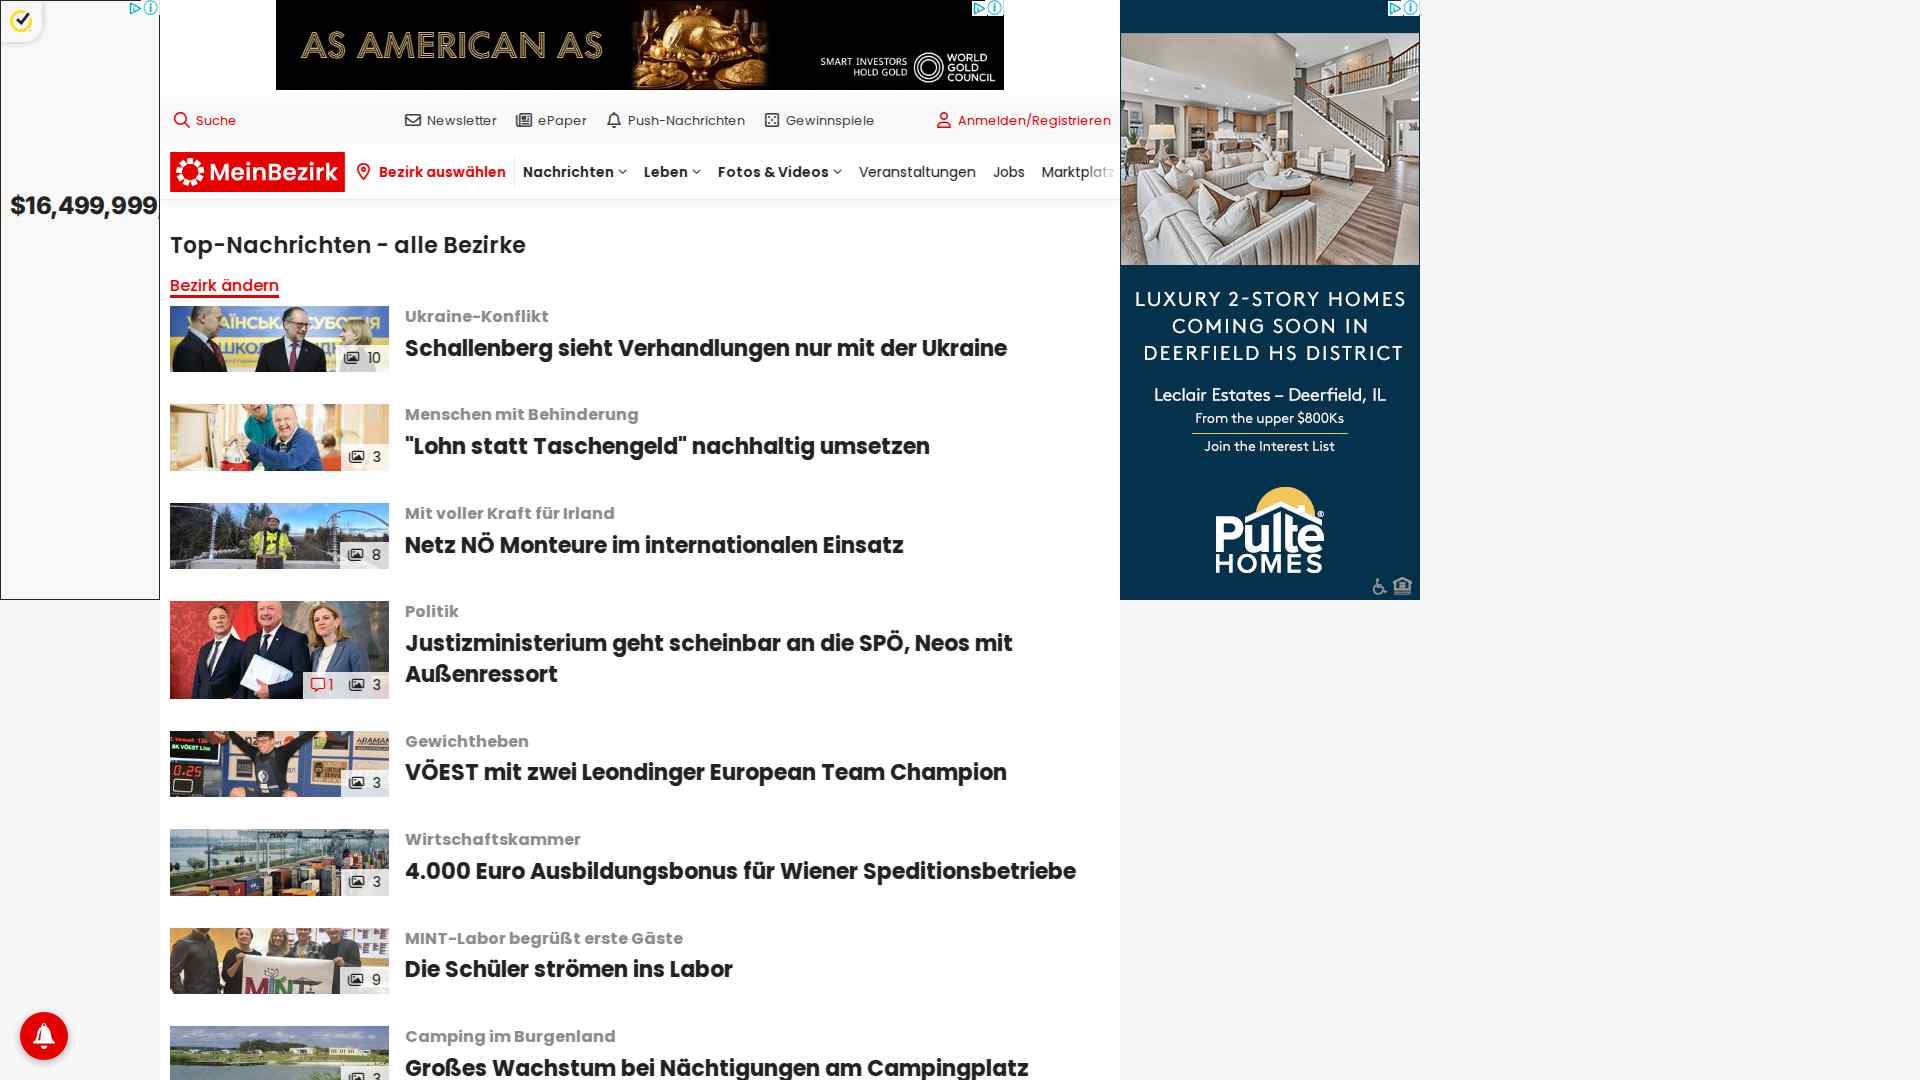 AS AMERICAN AS
SMART INVESTORS
HOLD GOLD
WORLD
GOLD
COUNCIL
Suche
Newsletter
ePaper
Push-Nachrichten
Gewinnspiele
Anmelden/Registrieren
MeinBezirk
Bezirk auswählen
Nachrichten
Leben
Fotos & Videos
Veranstaltungen
Jobs
Marktplatz
$16,499,999
Top-Nachrichten - alle Bezirke
Bezirk ändern
10
Ukraine-Konflikt
Schallenberg sieht Verhandlungen nur mit der Ukraine
3
Menschen mit Behinderung
"Lohn statt Taschengeld" nachhaltig umsetzen
8
Mit voller Kraft für Irland
Netz NÖ Monteure im internationalen Einsatz
1 3
Politik
Justizministerium geht scheinbar an die SPÖ, Neos mit
Außenressort
BK VÖEST Linz
0.25
3
Gewichtheben
VÖEST mit zwei Leondinger European Team Champion
3
Wirtschaftskammer
4.000 Euro Ausbildungsbonus für Wiener Speditionsbetriebe
MINT
9
MINT-Labor begrüßt erste Gäste
Die Schüler strömen ins Labor
3
Camping im Burgenland
Großes Wachstum bei Nächtigungen am Campingplatz
LUXURY 2-STORY HOMES
COMING SOON IN
DEERFIELD HS DISTRICT
Leclair Estates – Deerfield, IL
From the upper $800Ks
Join the Interest List
Pulte®
HOMES